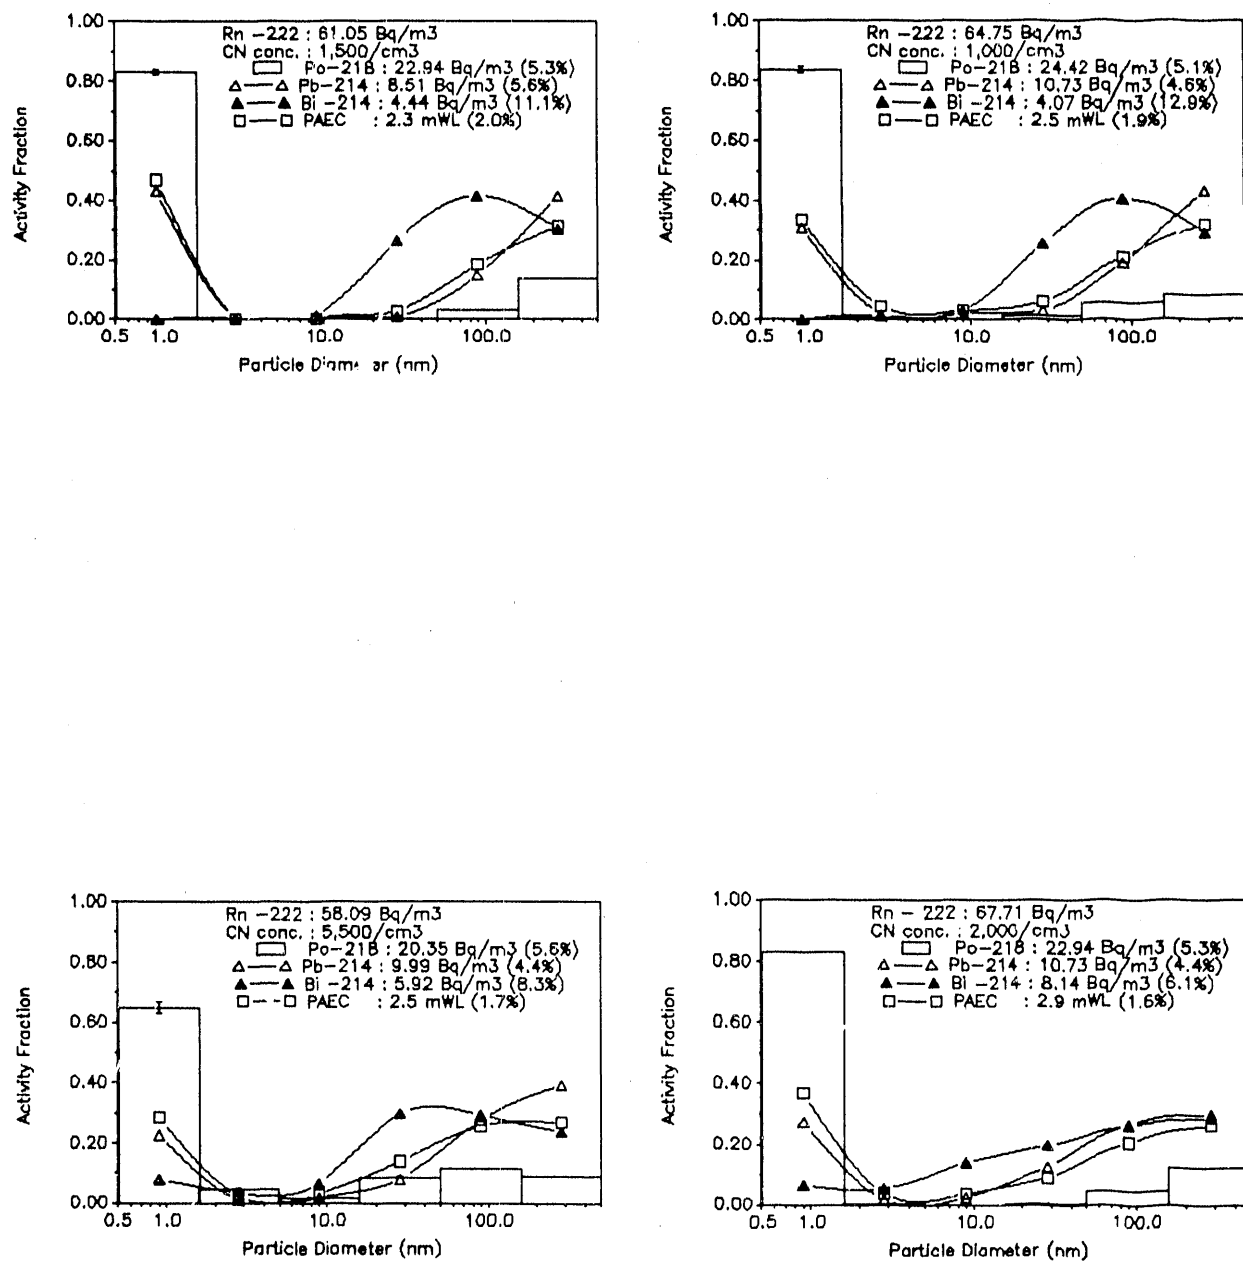 Rn -222 : 61.05 Bq/m3
CN conc. : 1,500/cm3
Po-218 : 22.94 Bq/m3 (5.3%)
Pb-214 : 8.51 Bq/m3 (5.6%)
Bi -214 : 4.44 Bq/m3 (11.1%)
PAEC : 2.3 mWL (2.0%)
1.00
0.80
0.60
0.40
0.20
0.00
Activity Fraction
0.5 1.0 10.0 100.0
Particle (nm)
Rn -222 : 64.75 Bq/m3
CN conc. : 1,000/cm3
Po-218 : 24.42 Bq/m3 (5.1%)
Pb-214 : 10.73 Bq/m3 (4.6%)
Bi -214 : 4.07 Bq/m3 (12.9%)
PAEC : 2.5 mWL (1.9%)
1.00
0.80
0.60
0.40
0.20
0.00
Activity Fraction
0.5 1.0 10.0 100.0
Particle Diameter (nm)
Rn -222 : 58.09 Bq/m3
CN conc. : 5,500/cm3
Po-218 : 20.35 Bq/m3 (5.6%)
Pb-214 : 9.99 Bq/m3 (4.4%)
Bi -214 : 5.92 Bq/m3 (8.3%)
PAEC : 2.5 mWL (1.7%)
1.00
0.80
0.60
0.40
0.20
0.00
Activity Fraction
0.5 1.0 10.0 100.0
Particle Diameter (nm)
Rn - 222 : 67.71 Bq/m3
CN conc. : 2,000/cm3
Po-218 : 22.94 Bq/m3 (5.3%)
Pb-214 : 10.73 Bq/m3 (4.4%)
Bi -214 : 8.14 Bq/m3 (6.1%)
PAEC : 2.9 mWL (1.6%)
1.00
0.80
0.60
0.40
0.20
0.00
Activity Fraction
0.5 1.0 10.0 100.0
Particle Diameter (nm)